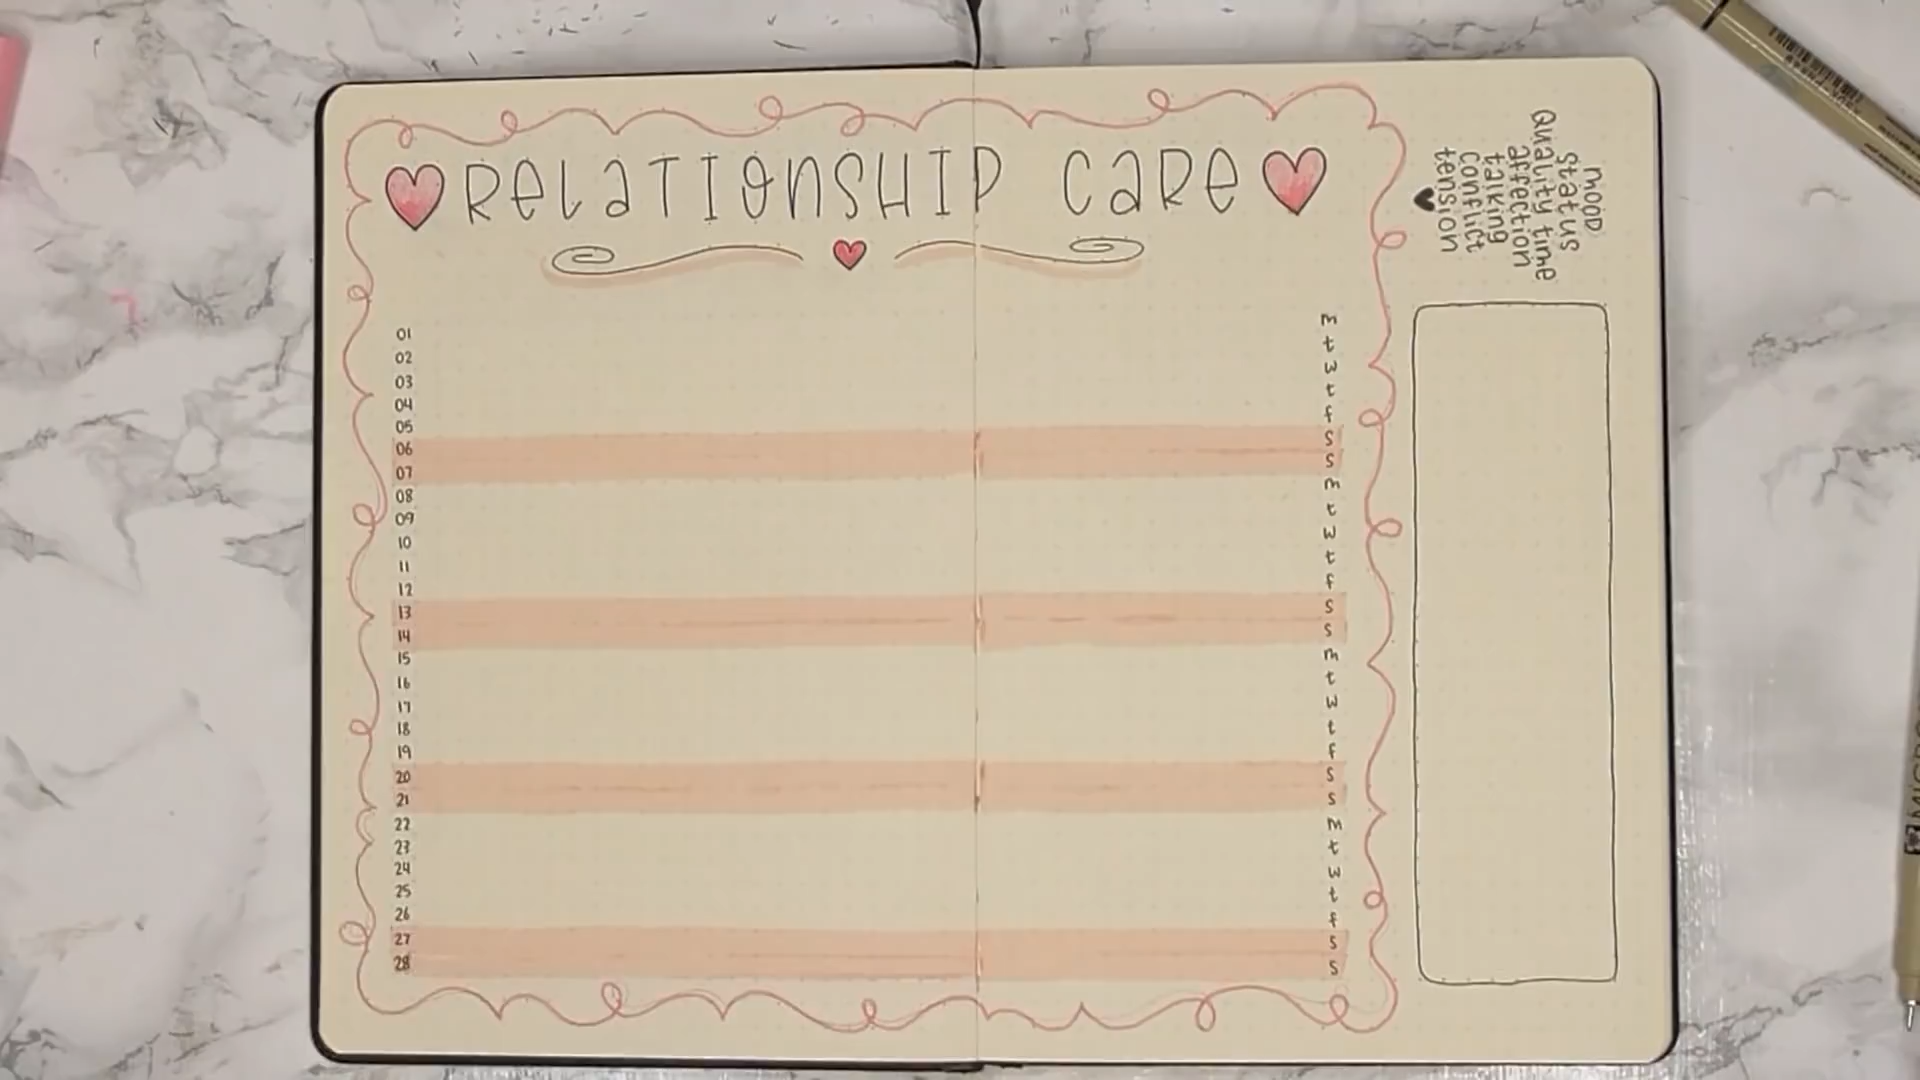 Relationship Care
mood
status
Quality time
affection
talking
conflict
tension
01 m
02 t
03 w
04 t
05 f
06 s
07 s
08 m
09 t
10 w
11 t
12 f
13 s
14 s
15 m
16 t
17 w
18 t
19 f
20 s
21 s
22 m
23 t
24 w
25 t
26 f
27 s
28 s